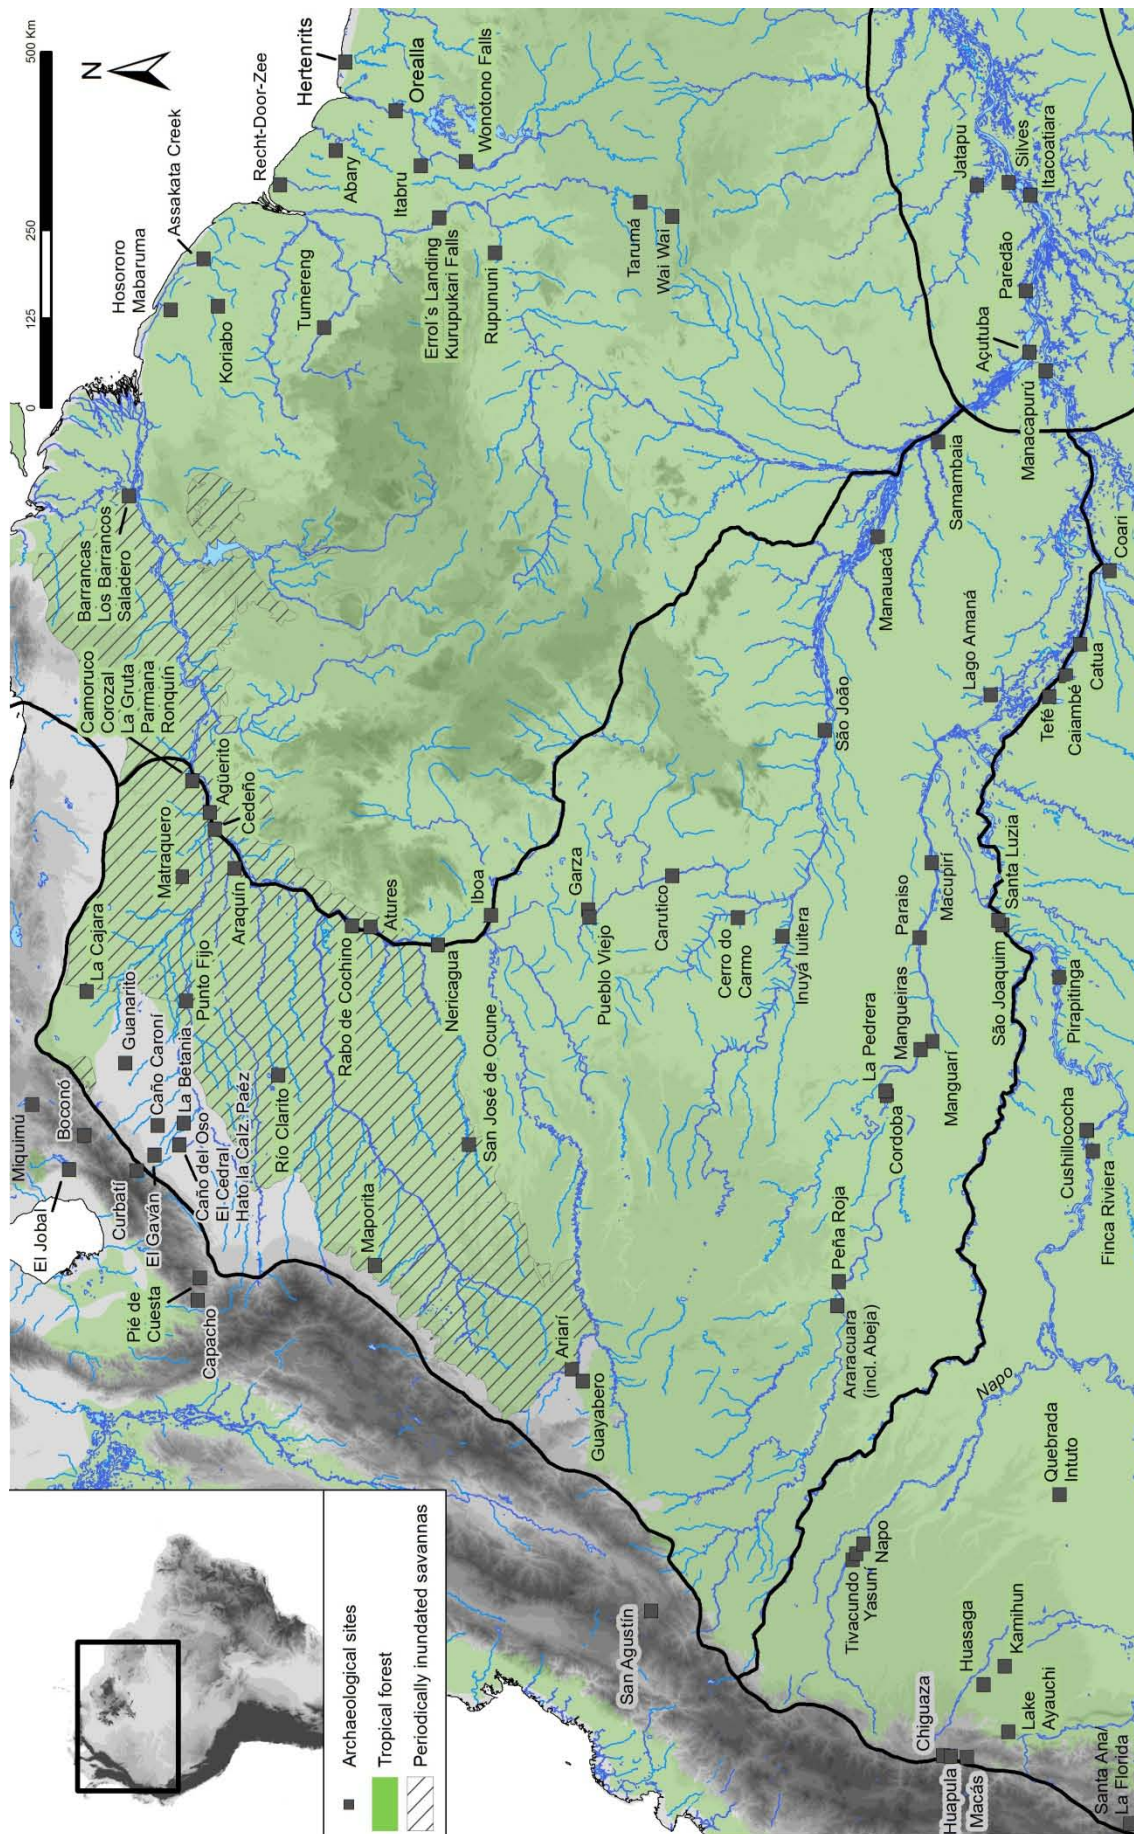 Archaeological sites
Tropical forest
Periodically inundated savannas
0
125
250
500 Km
N
El Jobal
Miquimú
Boconó
Curbatí
El Gaván
Guanarito
Caño Caroní
La Betania
Caño del Oso
El Cedral
Hato la Calz. Paéz
Pié de
Cuesta
Capacho
La Cajara
Punto Fijo
Matraquero
Araquín
Camoruco
Corozal
La Gruta
Parmana
Ronquín
Agüerito
Cedeño
Barrancas
Los Barrancos
Saladero
Hosororo
Mabaruma
Assakata Creek
Koriabo
Recht-Door-Zee
Hertenrits
Abary
Orealla
Itabru
Wonotono Falls
Tumereng
Errol´s Landing
Kurupukari Falls
Rupununi
Tarumá
Wai Wai
Río Clarito
Rabo de Cochino
Atures
Maporita
Nericagua
San José de Ocune
Iboa
Ariarí
Guayabero
Pueblo Viejo
Garza
Carutico
Cerro do
Carmo
Inuyá Iuitera
São João
Manauacá
Samambaia
San Agustín
Araracuara
(incl. Abeja)
Peña Roja
La Pedrera
Cordoba
Mangueiras
Manguarí
Paraiso
Macupirí
Lago Amaná
Açutuba
Manacapurú
Paredão
Jatapu
Silves
Itacoatiara
Tivacundo
Yasuní
Napo
Napo
São Joaquim
Santa Luzia
Tefé
Caiambé
Catua
Coari
Pirapitinga
Cushillococha
Finca Riviera
Quebrada
Intuto
Chiguaza
Huapula
Macás
Huasaga
Kamihun
Lake
Ayauchi
Santa Ana/
La Florida